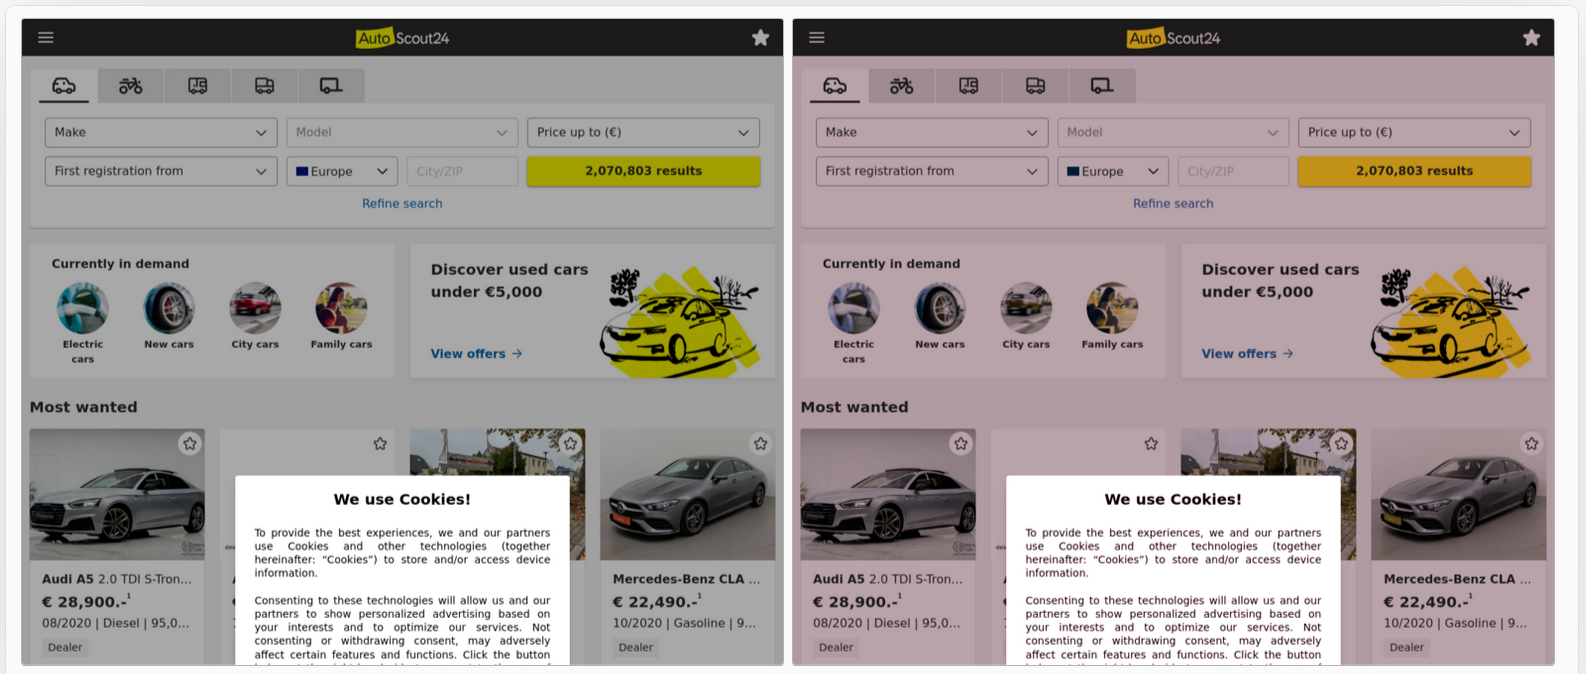 AutoScout24
Make
Model
Price up to (€)
First registration from
Europe
City/ZIP
2,070,803 results
Refine search
Currently in demand
Electric
cars
New cars
City cars
Family cars
Discover used cars
under €5,000
View offers →
Most wanted
Audi A5 2.0 TDI S-Tron...
€ 28,900.-¹
08/2020 | Diesel | 95,0...
Dealer
We use Cookies!
To provide the best experiences, we and our partners
use Cookies and other technologies (together
hereinafter: “Cookies”) to store and/or access device
information.
Consenting to these technologies will allow us and our
partners to show personalized advertising based on
your interests and to optimize our services. Not
consenting or withdrawing consent, may adversely
affect certain features and functions. Click the button
Mercedes-Benz CLA ...
€ 22,490.-¹
10/2020 | Gasoline | 9...
Dealer
AutoScout24
Make
Model
Price up to (€)
First registration from
Europe
City/ZIP
2,070,803 results
Refine search
Currently in demand
Electric
cars
New cars
City cars
Family cars
Discover used cars
under €5,000
View offers →
Most wanted
Audi A5 2.0 TDI S-Tron...
€ 28,900.-¹
08/2020 | Diesel | 95,0...
Dealer
We use Cookies!
To provide the best experiences, we and our partners
use Cookies and other technologies (together
hereinafter: “Cookies”) to store and/or access device
information.
Consenting to these technologies will allow us and our
partners to show personalized advertising based on
your interests and to optimize our services. Not
consenting or withdrawing consent, may adversely
affect certain features and functions. Click the button
Mercedes-Benz CLA ...
€ 22,490.-¹
10/2020 | Gasoline | 9...
Dealer